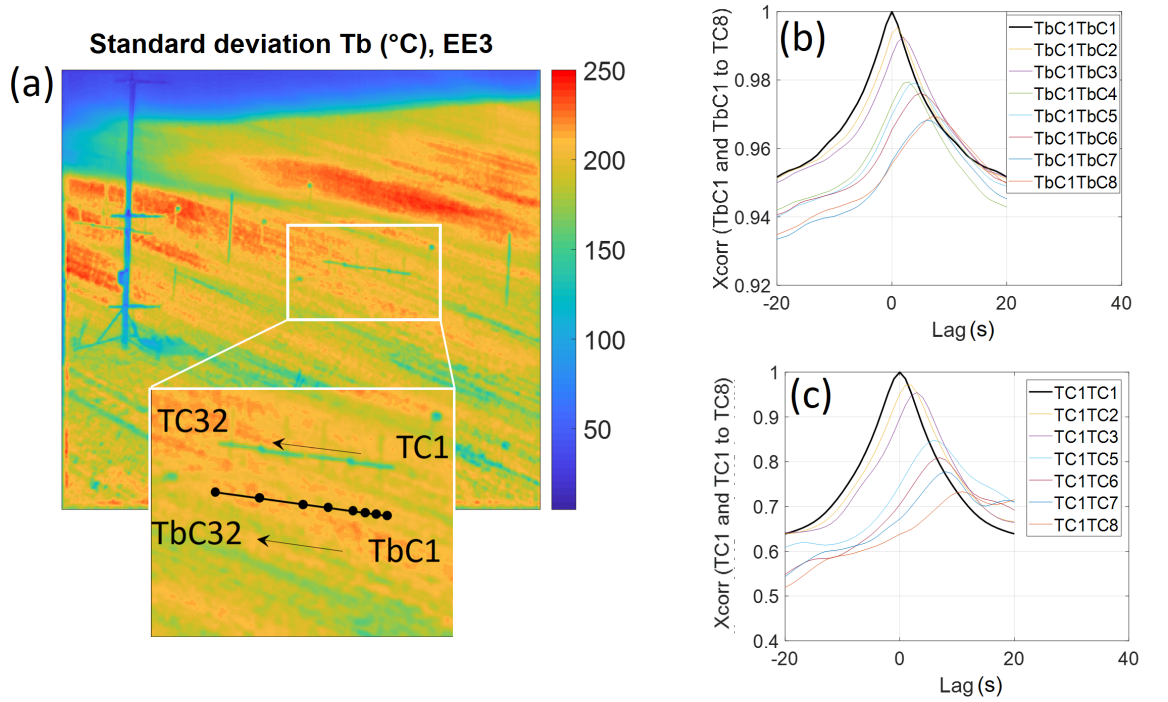 Standard deviation Tb (°C), EE3
(a)
250
200
150
100
50
TC32
TC1
TbC32
TbC1
(b)
Xcorr (TbC1 and TbC1 to TC8)
1
0.98
0.96
0.94
0.92
-20
0
20
40
Lag (s)
TbC1TbC1
TbC1TbC2
TbC1TbC3
TbC1TbC4
TbC1TbC5
TbC1TbC6
TbC1TbC7
TbC1TbC8
(c)
Xcorr (TC1 and TC1 to TC8)
1
0.9
0.8
0.7
0.6
0.5
0.4
-20
0
20
40
Lag (s)
TC1TC1
TC1TC2
TC1TC3
TC1TC5
TC1TC6
TC1TC7
TC1TC8